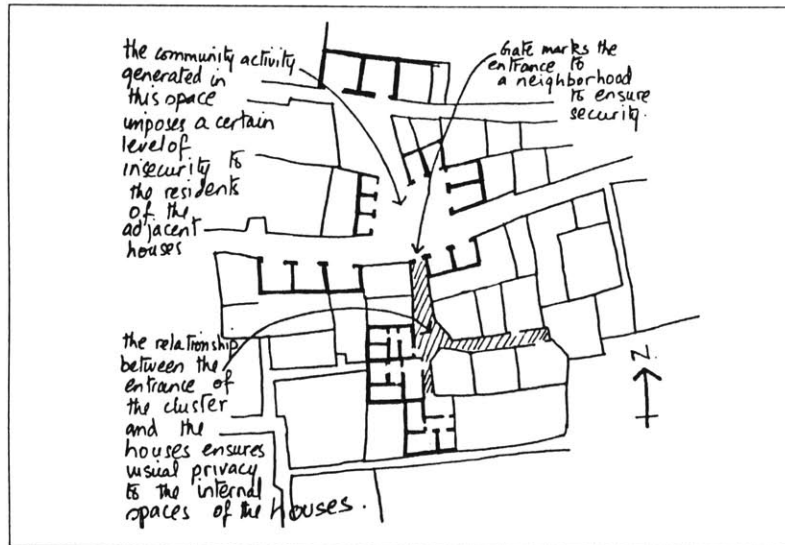 the community activity
generated in
this space
imposes a certain
level of
insecurity to
the residents
of the
adjacent
houses
Gate marks the
entrance to
a neighborhood
to ensure
security.
the relationship
between the
entrance of
the cluster
and the
houses ensures
visual privacy
to the internal
spaces of the houses.
N.